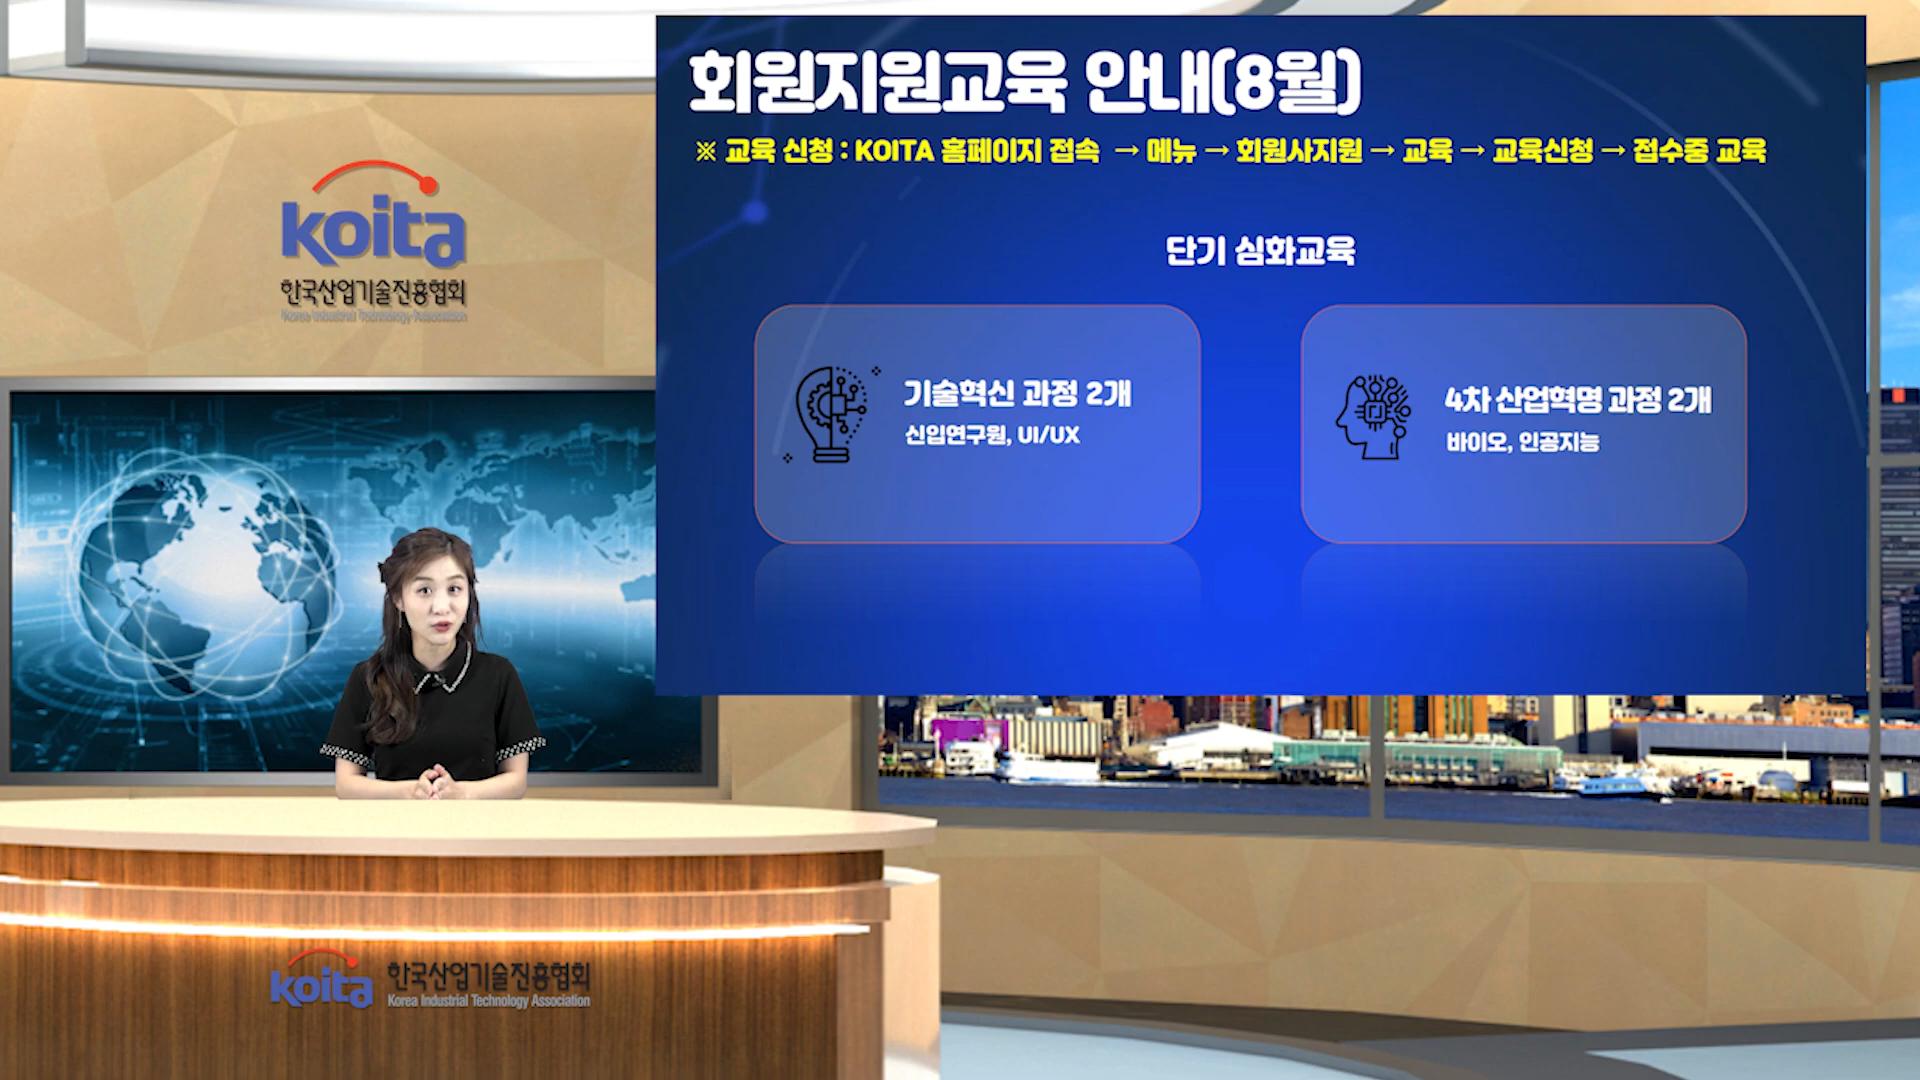 회원지원교육 안내(8월)
※ 교육 신청 : KOITA 홈페이지 접속 → 메뉴 → 회원사지원 → 교육 → 교육신청 → 접수중 교육
단기 심화교육
기술혁신 과정 2개
신입연구원, UI/UX
4차 산업혁명 과정 2개
바이오, 인공지능
koita
한국산업기술진흥협회
Korea Industrial Technology Association
koita 한국산업기술진흥협회
Korea Industrial Technology Association